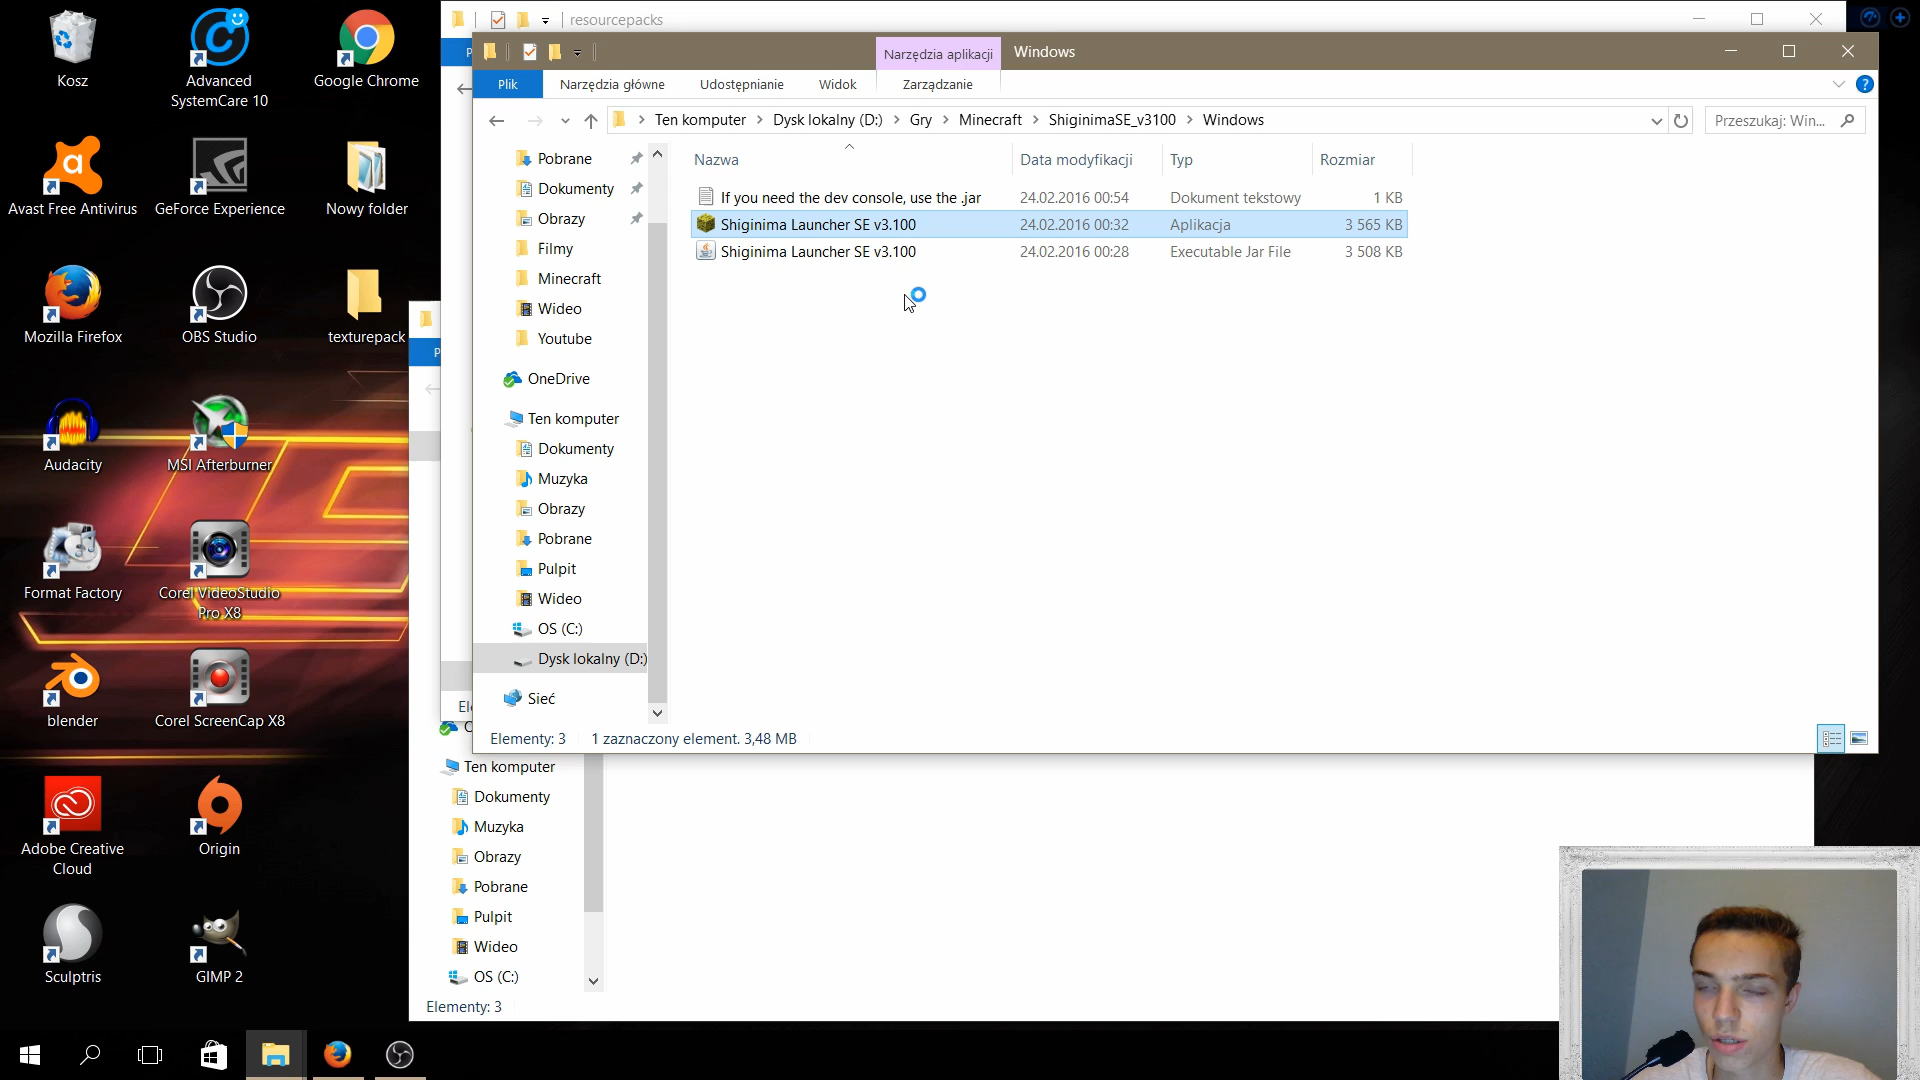 Kosz
Advanced
SystemCare 10
Google Chrome
Avast Free Antivirus
GeForce Experience
Nowy folder
Mozilla Firefox
OBS Studio
texturepack
Audacity
MSI Afterburner
Format Factory
Corel VideoStudio
Pro X8
blender
Corel ScreenCap X8
Adobe Creative
Cloud
Origin
Sculptris
GIMP 2
resourcepacks
Narzędzia aplikacji
Windows
Plik
Narzędzia główne
Udostępnianie
Widok
Zarządzanie
Ten komputer
Dysk lokalny (D:)
Gry
Minecraft
ShiginimaSE_v3100
Windows
Przeszukaj: Win...
Pobrane
Dokumenty
Obrazy
Filmy
Minecraft
Wideo
Youtube
OneDrive
Ten komputer
Dokumenty
Muzyka
Obrazy
Pobrane
Pulpit
Wideo
OS (C:)
Dysk lokalny (D:)
Sieć
Nazwa Data modyfikacji Typ Rozmiar
If you need the dev console, use the .jar 24.02.2016 00:54 Dokument tekstowy 1 KB
Shiginima Launcher SE v3.100 24.02.2016 00:32 Aplikacja 3 565 KB
Shiginima Launcher SE v3.100 24.02.2016 00:28 Executable Jar File 3 508 KB
Elementy: 3 1 zaznaczony element. 3,48 MB
Ten komputer
Dokumenty
Muzyka
Obrazy
Pobrane
Pulpit
Wideo
OS (C:)
Elementy: 3